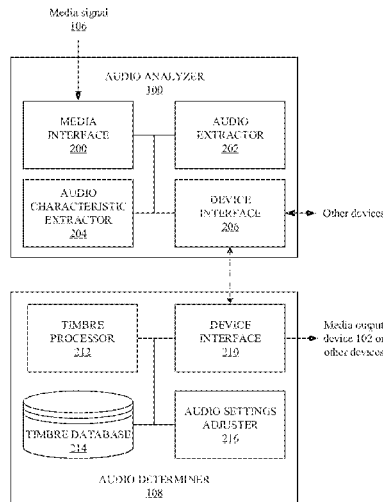 Media signal
106
AUDIO ANALYZER
100
MEDIA
INTERFACE
200
AUDIO
EXTRACTOR
202
AUDIO
CHARACTERISTIC
EXTRACTOR
204
DEVICE
INTERFACE
206
Other devices
TIMBRE
PROCESSOR
212
DEVICE
INTERFACE
210
Media output
device 102 or
other devices
TIMBRE DATABASE
214
AUDIO SETTINGS
ADJUSTER
216
AUDIO DETERMINER
108